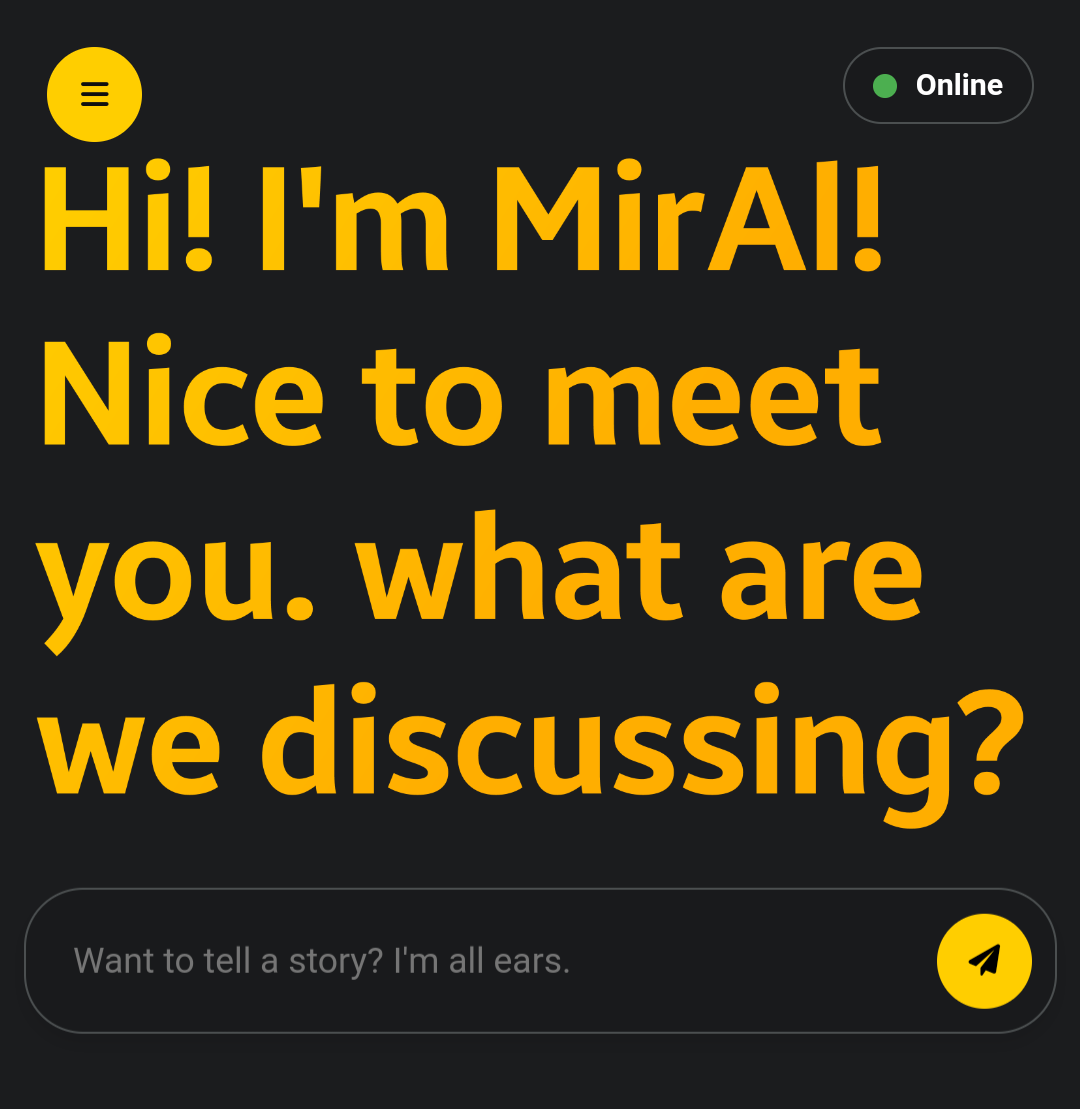 Online
Hi! I'm MirAI!
Nice to meet
you. what are
we discussing?
Want to tell a story? I'm all ears.